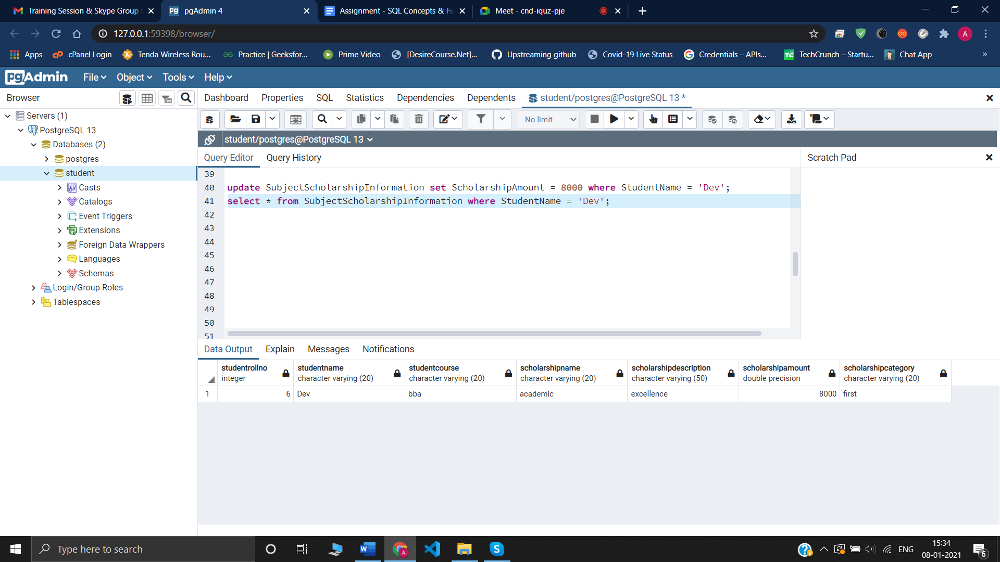 Training Session & Skype Group
pgAdmin 4
Assignment - SQL Concepts & Fu
Meet - cnd-iquz-pje
127.0.0.1:59398/browser/
A
Apps
cPanel Login
Tenda Wireless Rou...
Practice | Geeksfor...
Prime Video
[DesireCourse.Net]...
Upstreaming github
Covid-19 Live Status
Credentials – APIs...
TechCrunch – Startu...
Chat App
»
pgAdmin
File
Object
Tools
Help
Browser
Dashboard
Properties
SQL
Statistics
Dependencies
Dependents
student/postgres@PostgreSQL 13 *
Servers (1)
PostgreSQL 13
Databases (2)
postgres
student
Casts
Catalogs
Event Triggers
Extensions
Foreign Data Wrappers
Languages
Schemas
Login/Group Roles
Tablespaces
No limit
student/postgres@PostgreSQL 13
Query Editor
Query History
Scratch Pad
39
40 update SubjectScholarshipInformation set ScholarshipAmount = 8000 where StudentName = 'Dev';
41 select * from SubjectScholarshipInformation where StudentName = 'Dev';
42
43
44
45
46
47
48
49
50
51
Data Output
Explain
Messages
Notifications
studentrollno
integer
studentname
character varying (20)
studentcourse
character varying (20)
scholarshipname
character varying (20)
scholarshipdescription
character varying (50)
scholarshipamount
double precision
scholarshipcategory
character varying (20)
1 6 Dev bba academic excellence 8000 first
Type here to search
ENG
15:34
08-01-2021
6